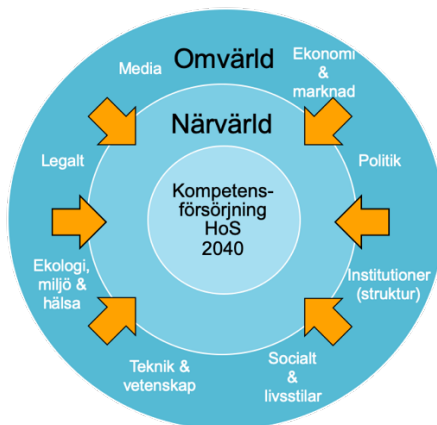 Omvärld
Media
Ekonomi
&
marknad
Närvärld
Legalt
Politik
Kompetens-
försörjning
HoS
2040
Ekologi,
miljö &
hälsa
Institutioner
(struktur)
Teknik &
vetenskap
Socialt
&
livsstilar